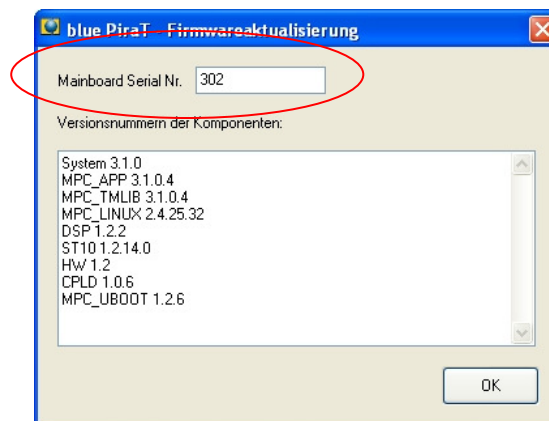 blue PiraT - Firmwareaktualisierung
Mainboard Serial Nr. 302
Versionsnummern der Komponenten:
System 3.1.0
MPC_APP 3.1.0.4
MPC_TMLIB 3.1.0.4
MPC_LINUX 2.4.25.32
DSP 1.2.2
ST10 1.2.14.0
HW 1.2
CPLD 1.0.6
MPC_UBOOT 1.2.6
OK